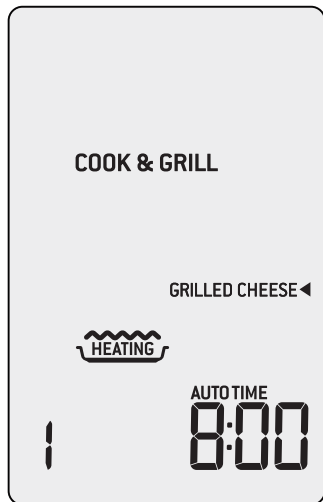 COOK & GRILL
GRILLED CHEESE◄
HEATING
AUTO TIME
1 8:00